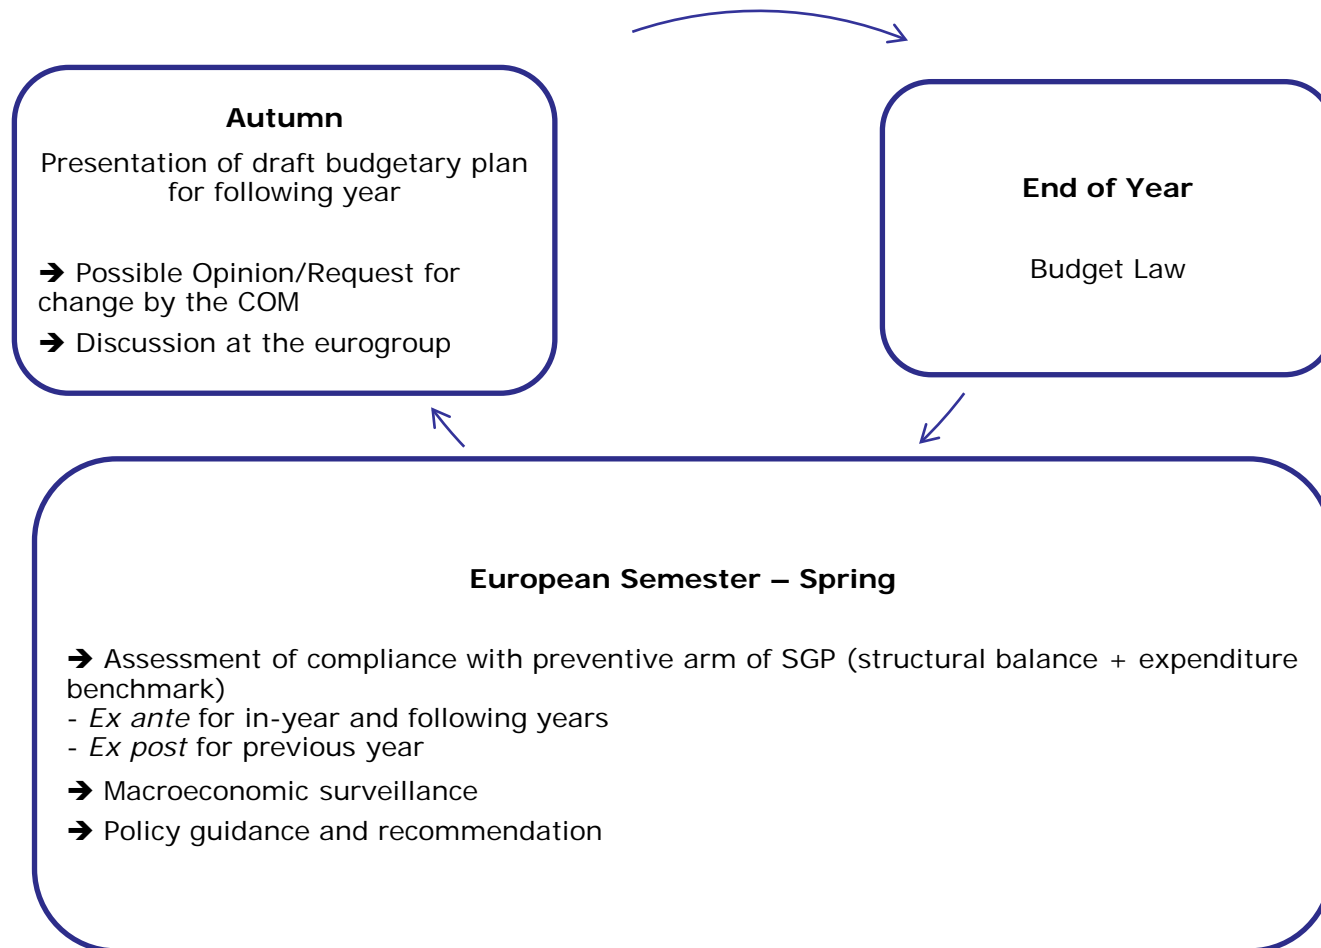 Autumn
Presentation of draft budgetary plan
for following year
➔ Possible Opinion/Request for
change by the COM
➔ Discussion at the eurogroup
End of Year
Budget Law
European Semester – Spring
➔ Assessment of compliance with preventive arm of SGP (structural balance + expenditure
benchmark)
- Ex ante for in-year and following years
- Ex post for previous year
➔ Macroeconomic surveillance
➔ Policy guidance and recommendation